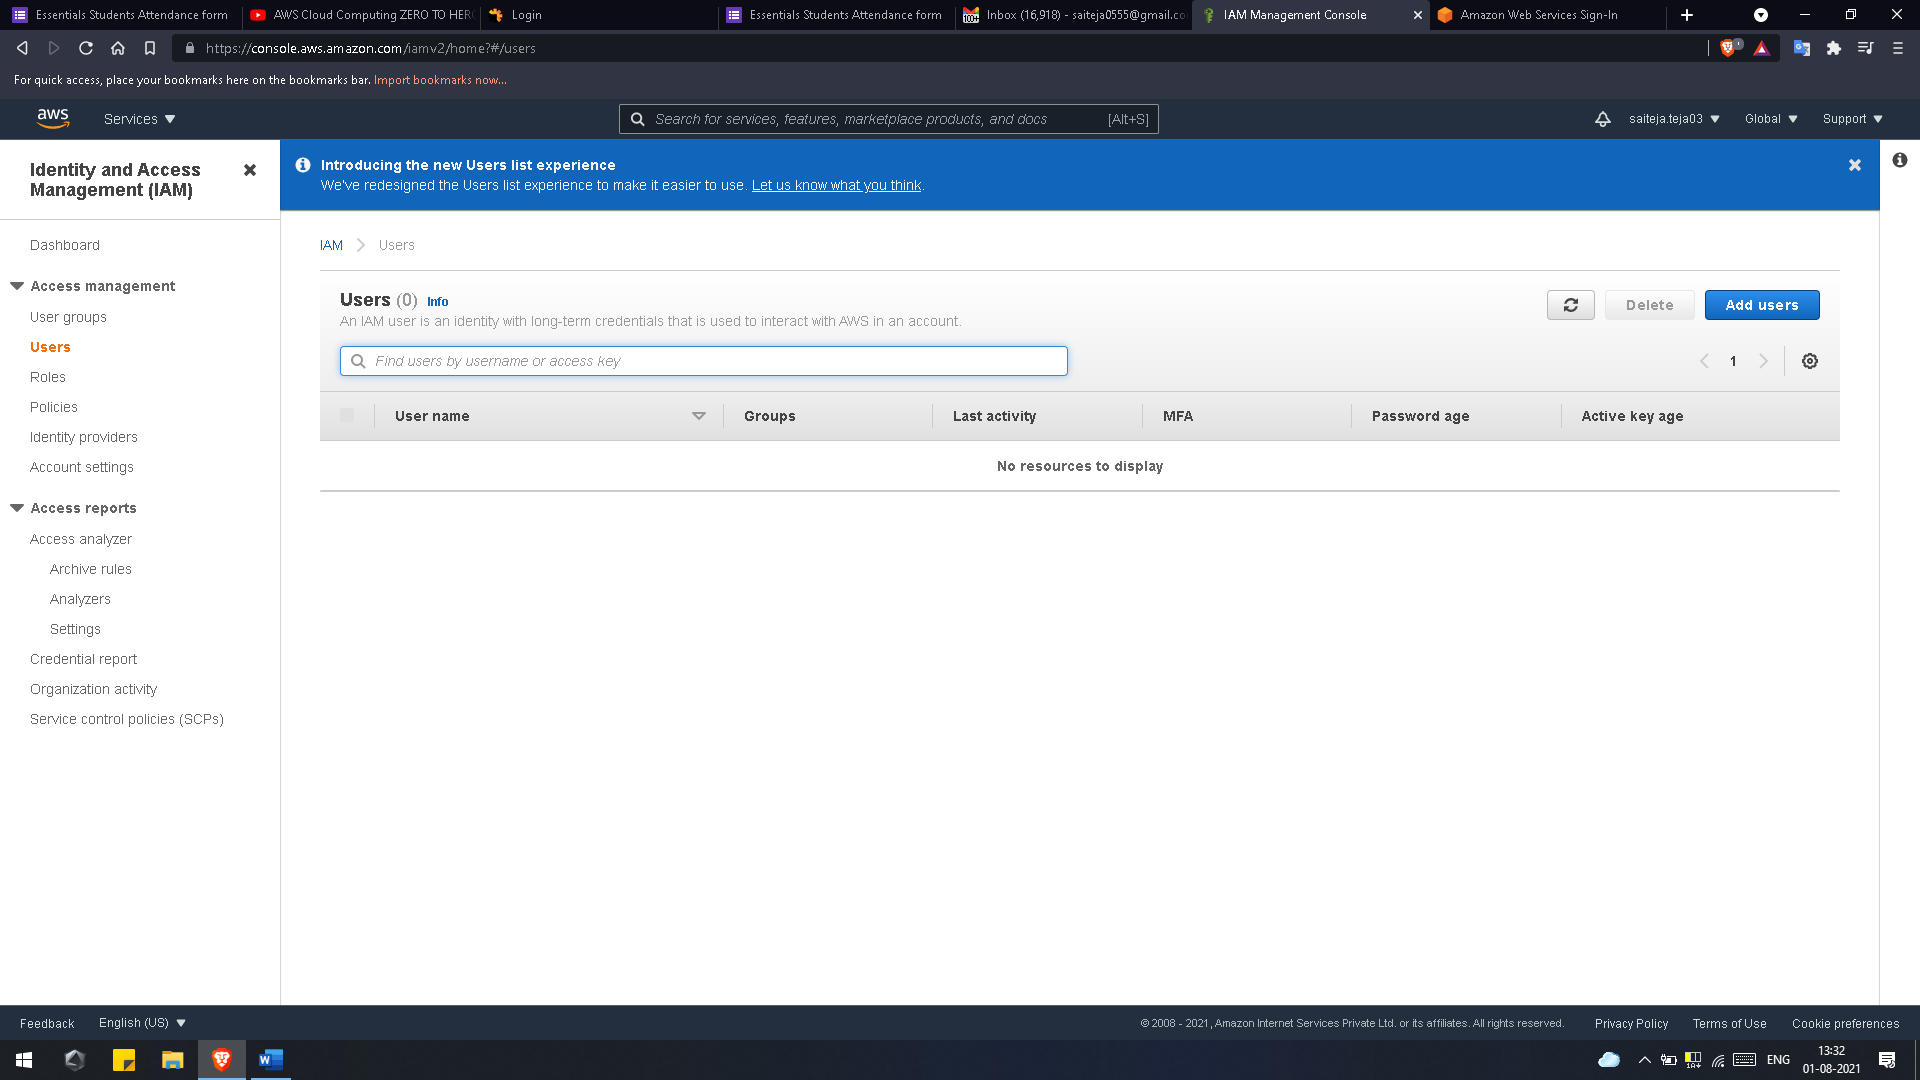 Essentials Students Attendance form
AWS Cloud Computing ZERO TO HER
Login
Essentials Students Attendance form
Inbox (16,918) - saiteja0555@gmail.co
IAM Management Console
Amazon Web Services Sign-In
https://console.aws.amazon.com/iamv2/home?#/users
For quick access, place your bookmarks here on the bookmarks bar. Import bookmarks now...
aws
Services
Search for services, features, marketplace products, and docs
[Alt+S]
saiteja.teja03
Global
Support
Identity and Access
Management (IAM)
Dashboard
Access management
User groups
Users
Roles
Policies
Identity providers
Account settings
Access reports
Access analyzer
Archive rules
Analyzers
Settings
Credential report
Organization activity
Service control policies (SCPs)
Introducing the new Users list experience
We've redesigned the Users list experience to make it easier to use. Let us know what you think.
IAM
Users
Users (0) Info
An IAM user is an identity with long-term credentials that is used to interact with AWS in an account.
Delete
Add users
Find users by username or access key
1
User name
Groups
Last activity
MFA
Password age
Active key age
No resources to display
Feedback
English (US)
© 2008 - 2021, Amazon Internet Services Private Ltd. or its affiliates. All rights reserved.
Privacy Policy
Terms of Use
Cookie preferences
ENG
13:32
01-08-2021